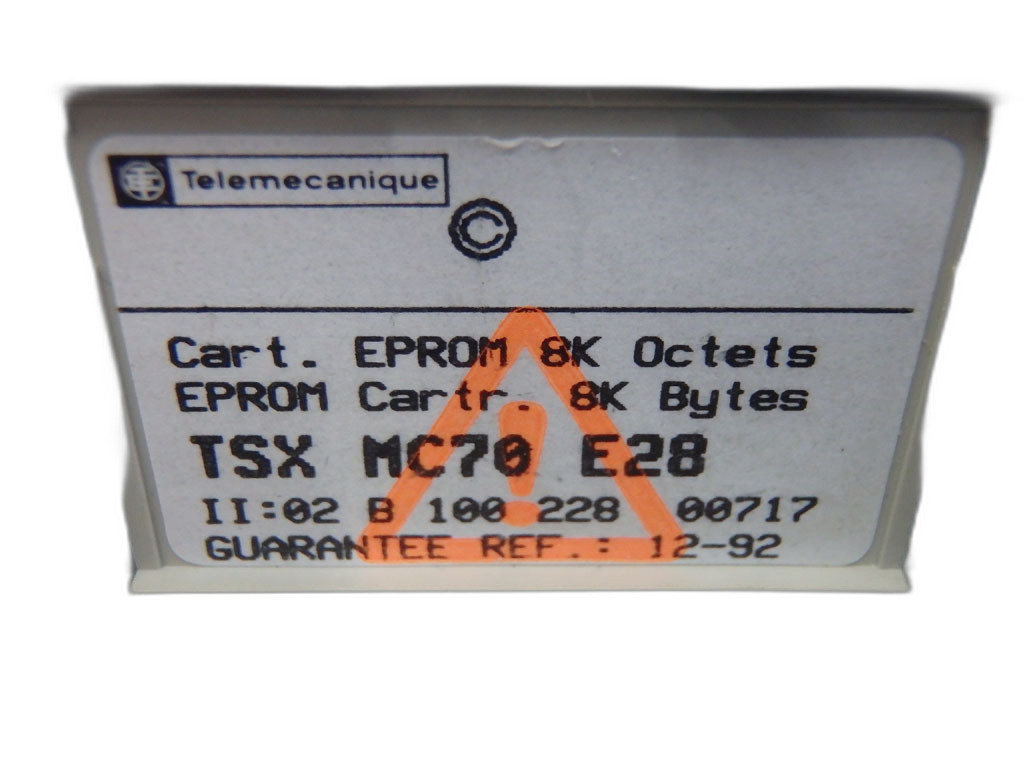 Telemecanique
C
Cart. EPROM 8K Octets
EPROM Cartr. 8K Bytes
TSX MC70 E28
II:02 B 100 228 00717
GUARANTEE REF.: 12-92